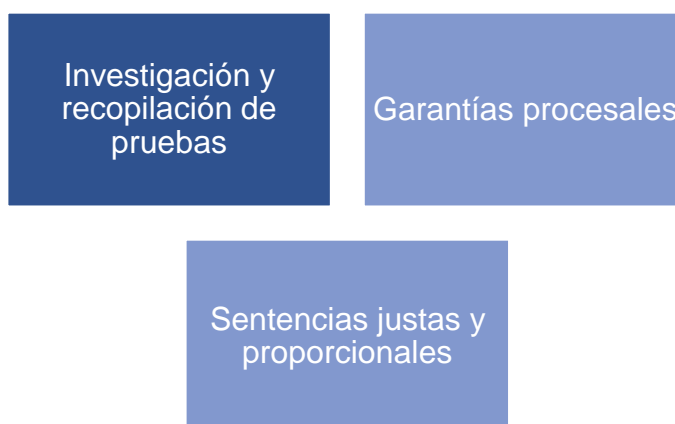 Investigación y
recopilación de
pruebas
Garantías procesales
Sentencias justas y
proporcionales